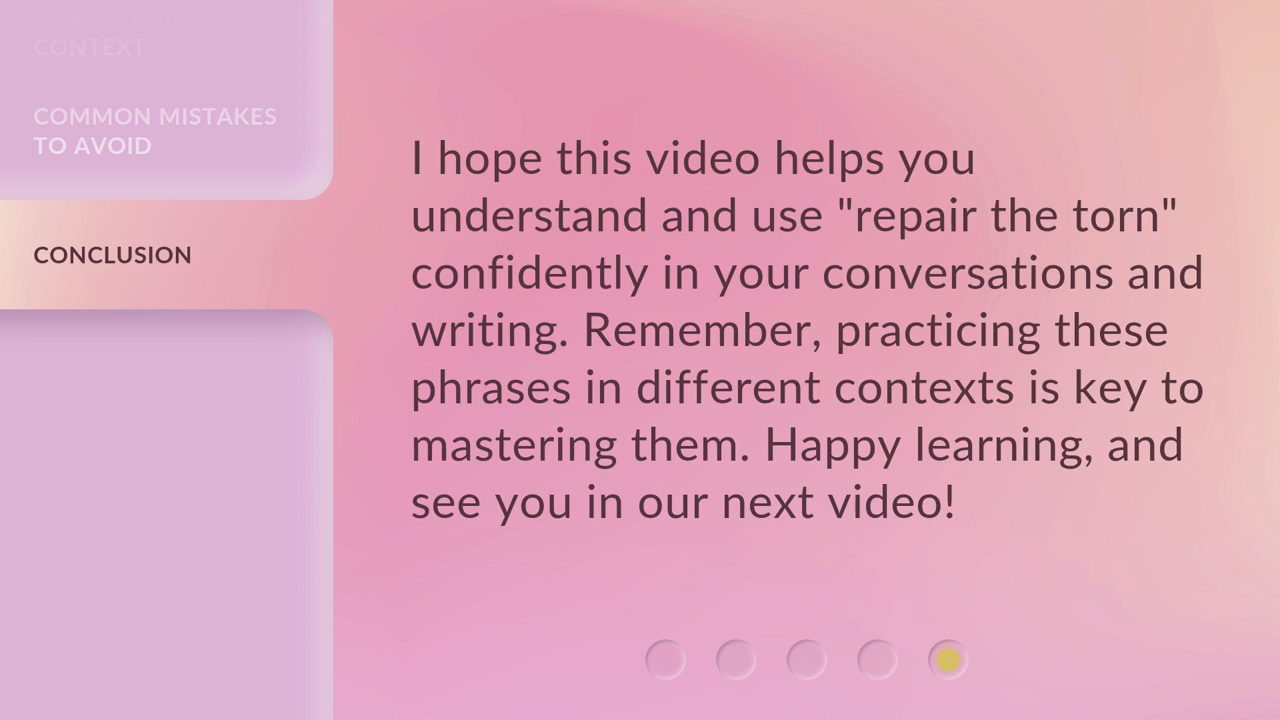 CONTEXT
COMMON MISTAKES
TO AVOID
CONCLUSION
I hope this video helps you
understand and use "repair the torn"
confidently in your conversations and
writing. Remember, practicing these
phrases in different contexts is key to
mastering them. Happy learning, and
see you in our next video!